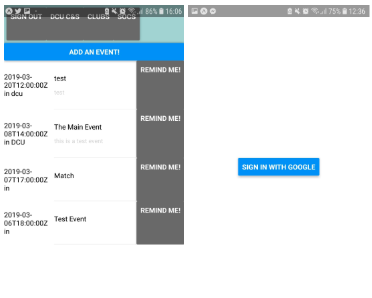 86% 16:06
SIGN OUT DCU C&S CLUBS SOCS
ADD AN EVENT!
2019-03-
20T12:00:00Z
in dcu
test
test
REMIND ME!
2019-03-
08T14:00:00Z
in DCU
The Main Event
this is a test event
REMIND ME!
2019-03-
07T17:00:00Z
in
Match
REMIND ME!
2019-03-
06T18:00:00Z
in
Test Event
REMIND ME!
75% 12:36
SIGN IN WITH GOOGLE